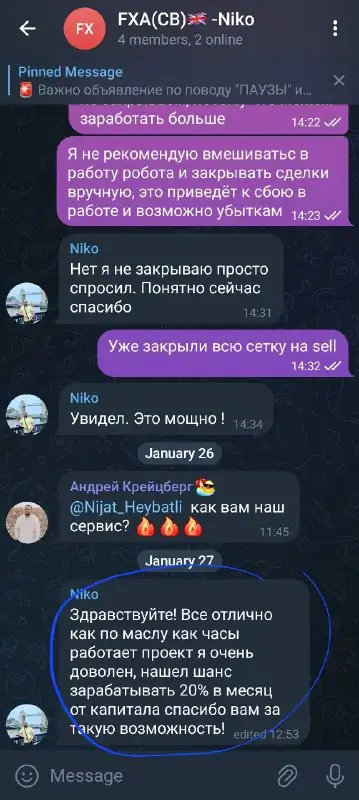 FX
FXA(CB)🇬🇧 -Niko
4 members, 2 online
Pinned Message
🚨 Важно объявление по поводу "ПАУЗЫ" и...
заработать больше
14:22
Я не рекомендую вмешиватьс в
работу робота и закрывать сделки
вручную, это приведёт к сбою в
работе и возможно убыткам 14:23
Niko
Нет я не закрываю просто
спросил. Понятно сейчас
спасибо
14:31
Уже закрыли всю сетку на sell
14:32
Niko
Увидел. Это мощно ! 14:34
January 26
Андрей Крейцберг
@Nijat_Heybatli как вам наш
сервис? 🔥🔥🔥 11:45
January 27
Niko
Здравствуйте! Все отлично
как по маслу как часы
работает проект я очень
доволен, нашел шанс
зарабатывать 20% в месяц
от капитала спасибо вам за
такую возможность! edited 12:53
Message